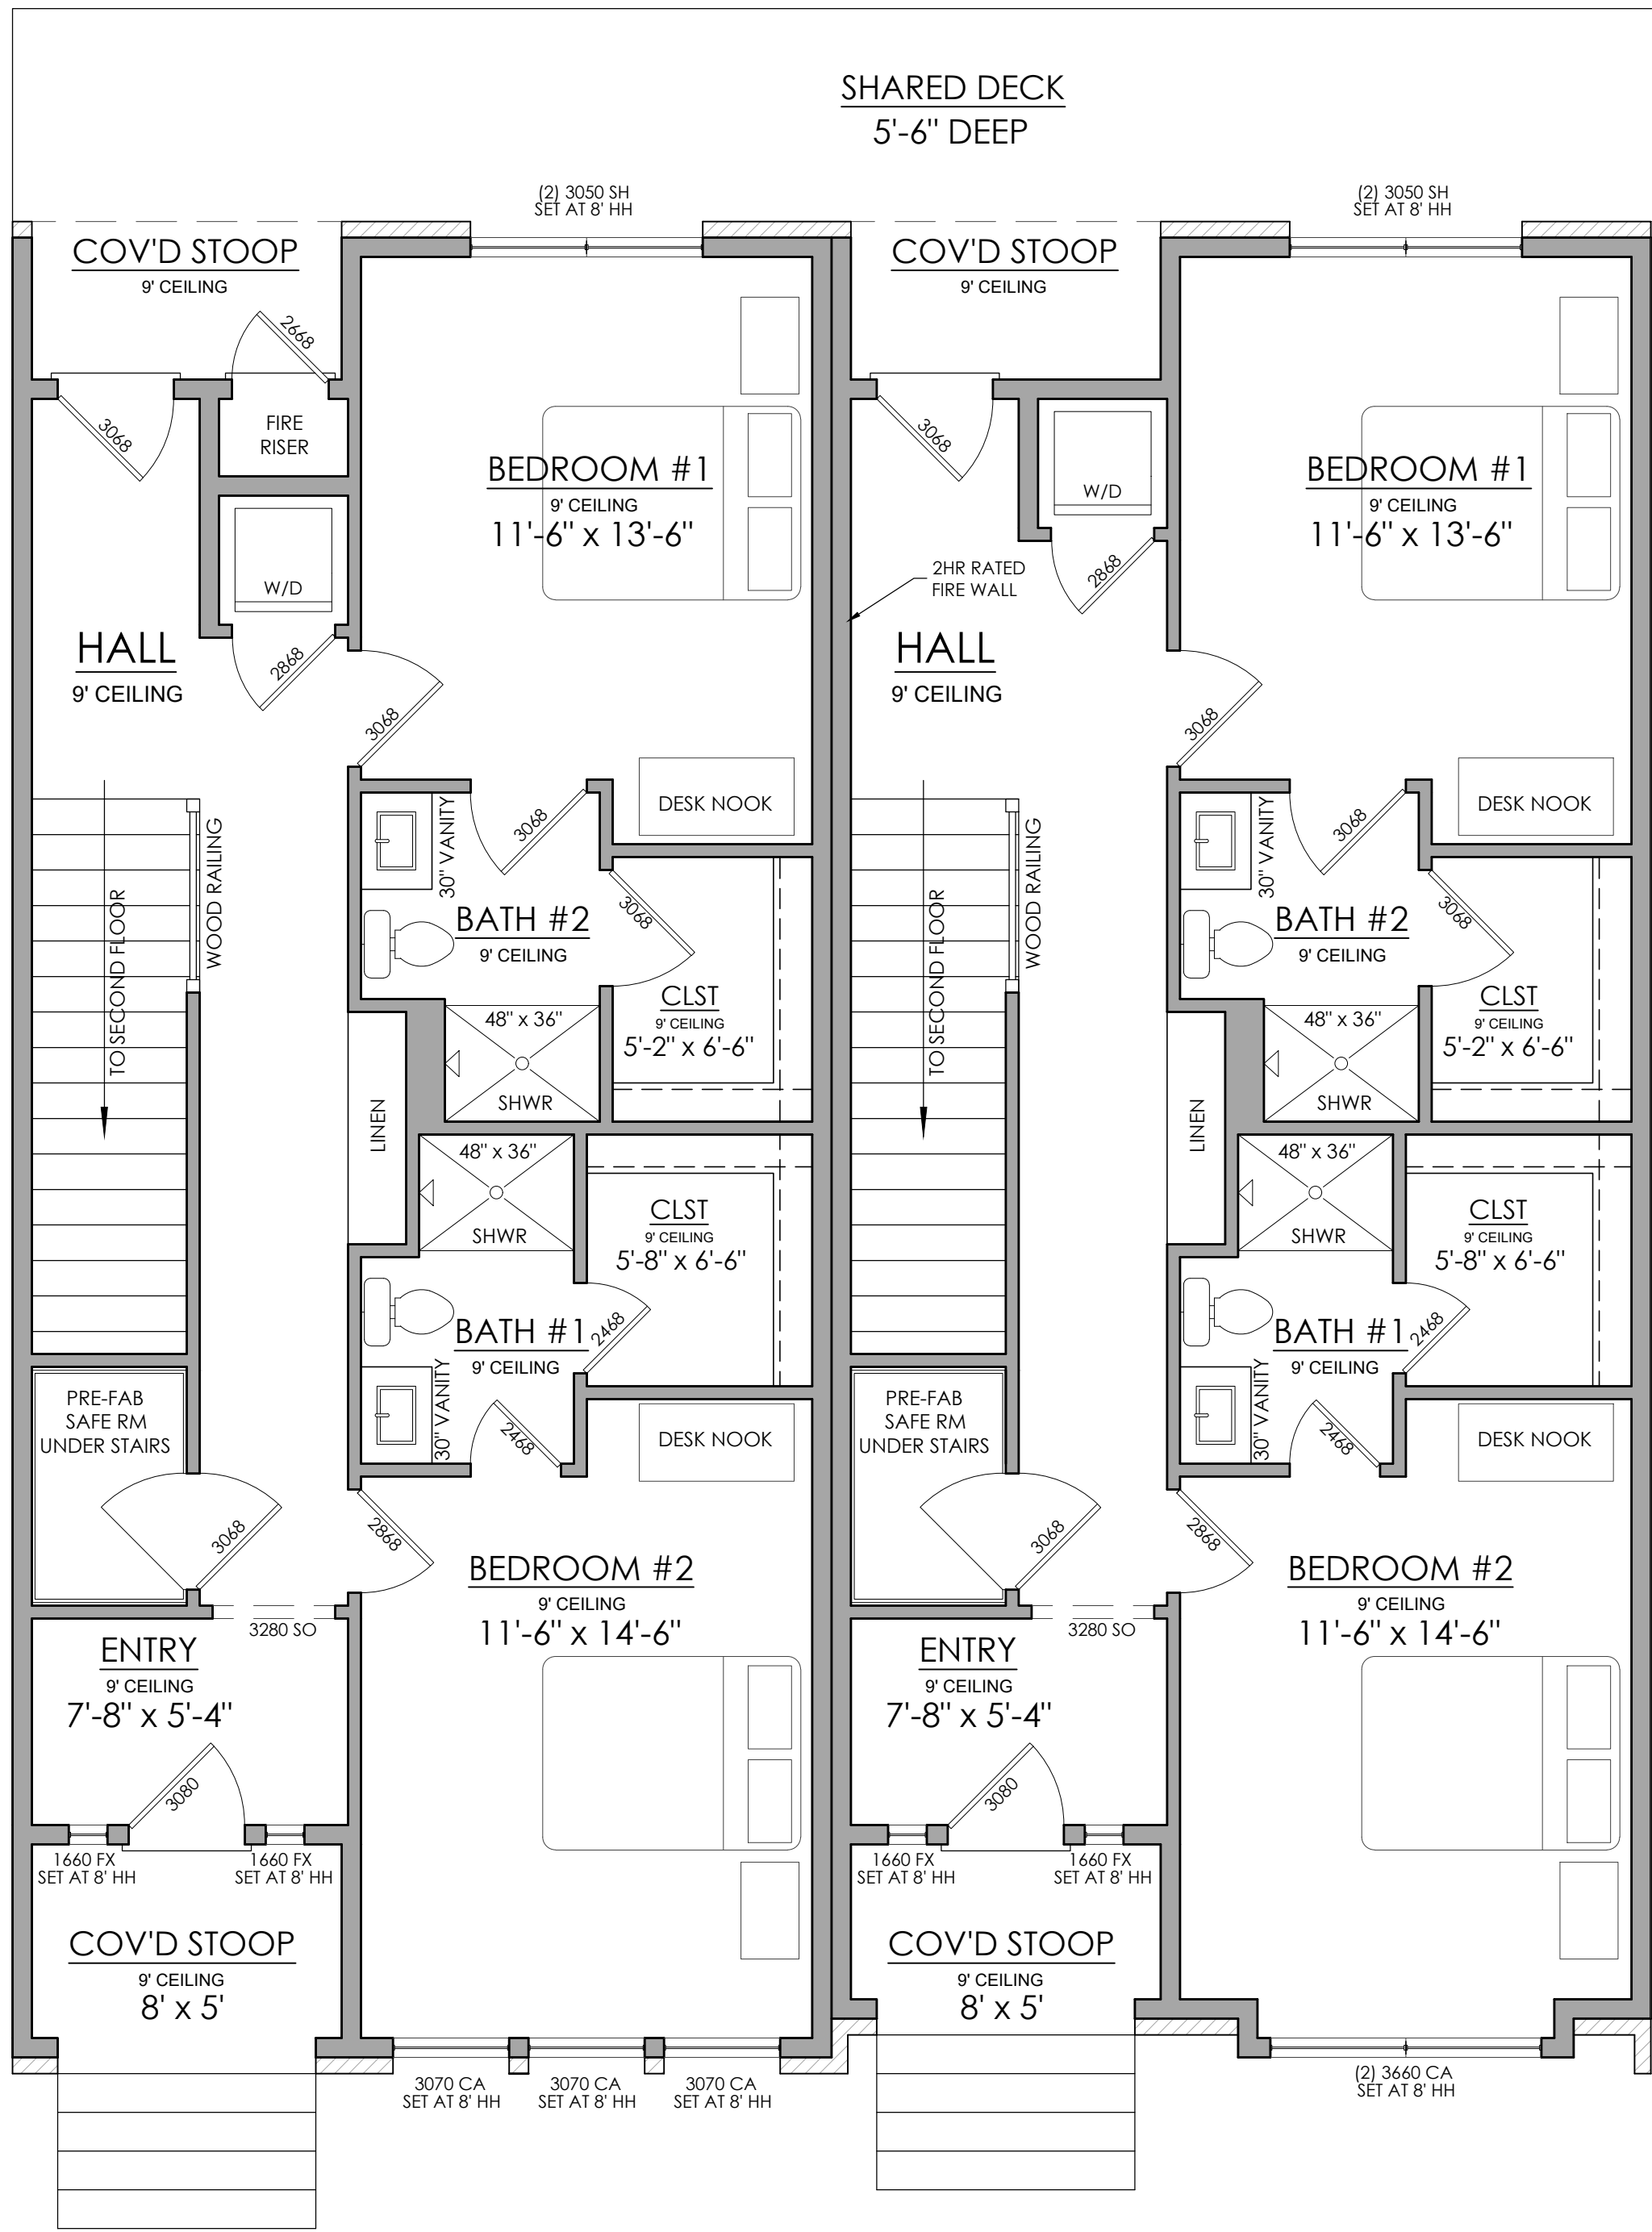 SHARED DECK
5'-6" DEEP
(2) 3050 SH
SET AT 8' HH
COV'D STOOP
9' CEILING
2668
3068
FIRE
RISER
W/D
2868
HALL
9' CEILING
BEDROOM #1
9' CEILING
11'-6" x 13'-6"
3068
DESK NOOK
3068
30" VANITY
BATH #2
9' CEILING
3068
CLST
9' CEILING
5'-2" x 6'-6"
48" x 36"
SHWR
WOOD RAILING
TO SECOND FLOOR
LINEN
48" x 36"
SHWR
CLST
9' CEILING
5'-8" x 6'-6"
BATH #1
9' CEILING
2468
30" VANITY
2468
DESK NOOK
PRE-FAB
SAFE RM
UNDER STAIRS
3068
2868
BEDROOM #2
9' CEILING
11'-6" x 14'-6"
3280 SO
ENTRY
9' CEILING
7'-8" x 5'-4"
3080
1660 FX
SET AT 8' HH
1660 FX
SET AT 8' HH
COV'D STOOP
9' CEILING
8' x 5'
3070 CA
SET AT 8' HH
3070 CA
SET AT 8' HH
3070 CA
SET AT 8' HH
(2) 3050 SH
SET AT 8' HH
COV'D STOOP
9' CEILING
3068
W/D
2868
2HR RATED
FIRE WALL
HALL
9' CEILING
BEDROOM #1
9' CEILING
11'-6" x 13'-6"
3068
DESK NOOK
3068
30" VANITY
BATH #2
9' CEILING
3068
CLST
9' CEILING
5'-2" x 6'-6"
48" x 36"
SHWR
WOOD RAILING
TO SECOND FLOOR
LINEN
48" x 36"
SHWR
CLST
9' CEILING
5'-8" x 6'-6"
BATH #1
9' CEILING
2468
30" VANITY
2468
DESK NOOK
PRE-FAB
SAFE RM
UNDER STAIRS
3068
2868
BEDROOM #2
9' CEILING
11'-6" x 14'-6"
3280 SO
ENTRY
9' CEILING
7'-8" x 5'-4"
3080
1660 FX
SET AT 8' HH
1660 FX
SET AT 8' HH
COV'D STOOP
9' CEILING
8' x 5'
(2) 3660 CA
SET AT 8' HH